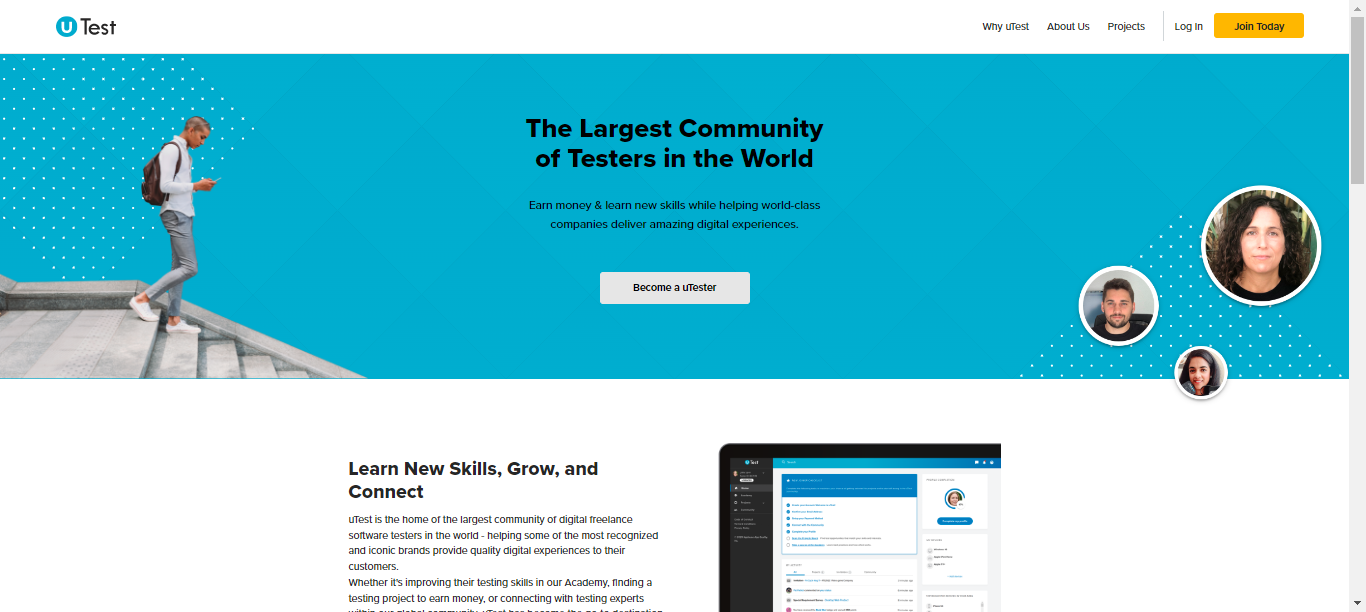 uTest
Why uTest
About Us
Projects
Log In
Join Today
The Largest Community
of Testers in the World
Earn money & learn new skills while helping world-class
companies deliver amazing digital experiences.
Become a uTester
Learn New Skills, Grow, and
Connect
uTest is the home of the largest community of digital freelance
software testers in the world - helping some of the most recognized
and iconic brands provide quality digital experiences to their
customers.
Whether it's improving their testing skills in our Academy, finding a
testing project to earn money, or connecting with testing experts